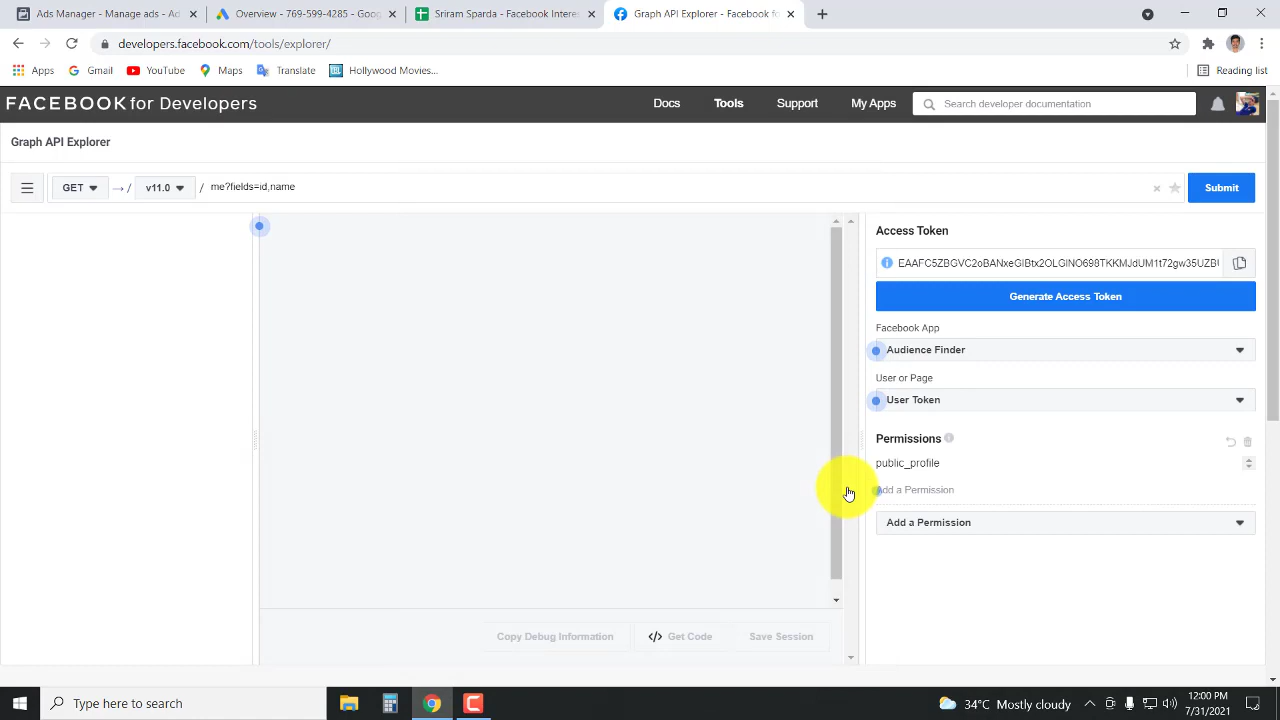 Ads Manager - Manage ads - Ad
Overview - 769-599-4285 - Goog
Sriram Sparda - Facebook Interes
Graph API Explorer - Facebook fo
developers.facebook.com/tools/explorer/
Apps
Gmail
YouTube
Maps
Translate
Hollywood Movies...
Reading list
FACEBOOK for Developers
Docs
Tools
Support
My Apps
Search developer documentation
Graph API Explorer
GET
→ /
v11.0
/
me?fields=id,name
Submit
Access Token
Generate Access Token
Facebook App
Audience Finder
User or Page
User Token
Permissions
public_profile
Add a Permission
Add a Permission
Copy Debug Information
</> Get Code
Save Session
Type here to search
34°C Mostly cloudy
12:00 PM
7/31/2021